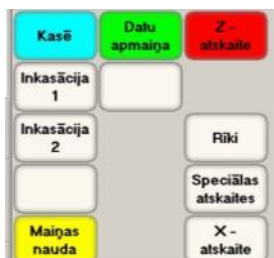 Kasē
Datu
apmaiņa
Z -
atskaite
Inkasācija
1
Inkasācija
2
Rīki
Speciālas
atskaites
Maiņas
nauda
X -
atskaite